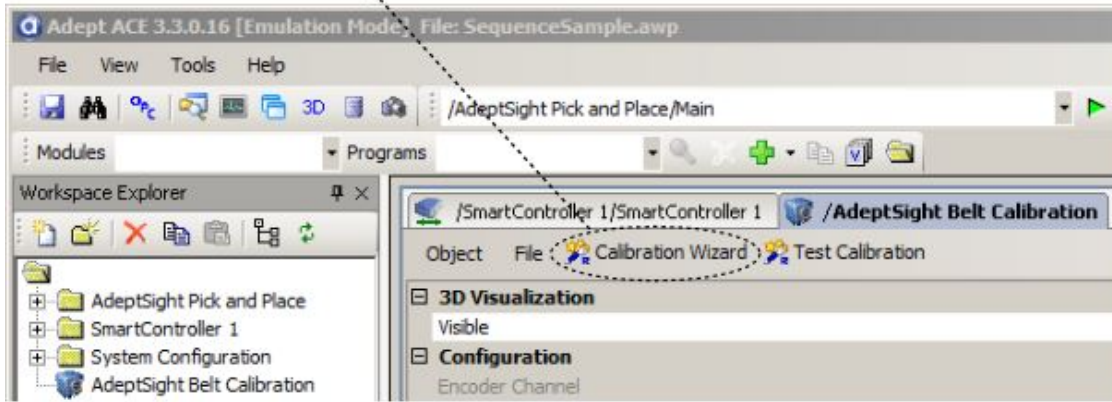 Adept ACE 3.3.0.16 [Emulation Mode] File: SequenceSample.awp
File View Tools Help
OPC 3D /AdeptSight Pick and Place/Main
Modules Programs V
Workspace Explorer
/SmartController 1/SmartController 1 /AdeptSight Belt Calibration
Object File Calibration Wizard Test Calibration
AdeptSight Pick and Place
SmartController 1
System Configuration
AdeptSight Belt Calibration
3D Visualization
Visible
Configuration
Encoder Channel